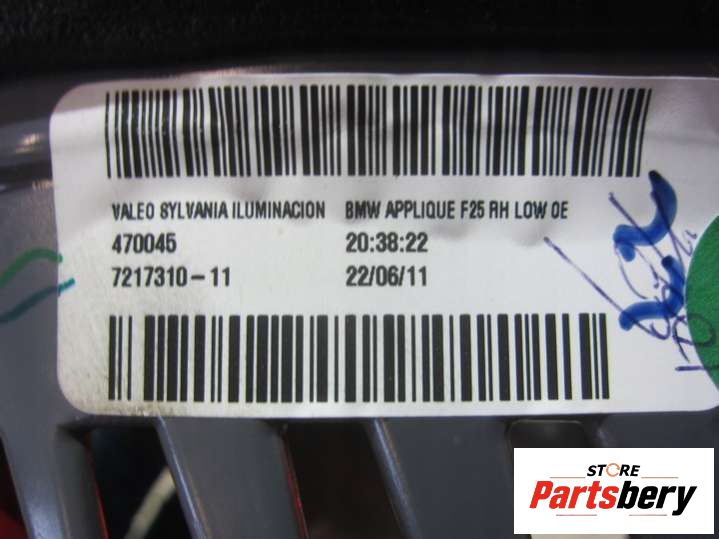 VALEO SYLVANIA ILUMINACION BMW APPLIQUE F25 RH LOW OE
470045 20:38:22
7217310-11 22/06/11
STORE
Partsbery